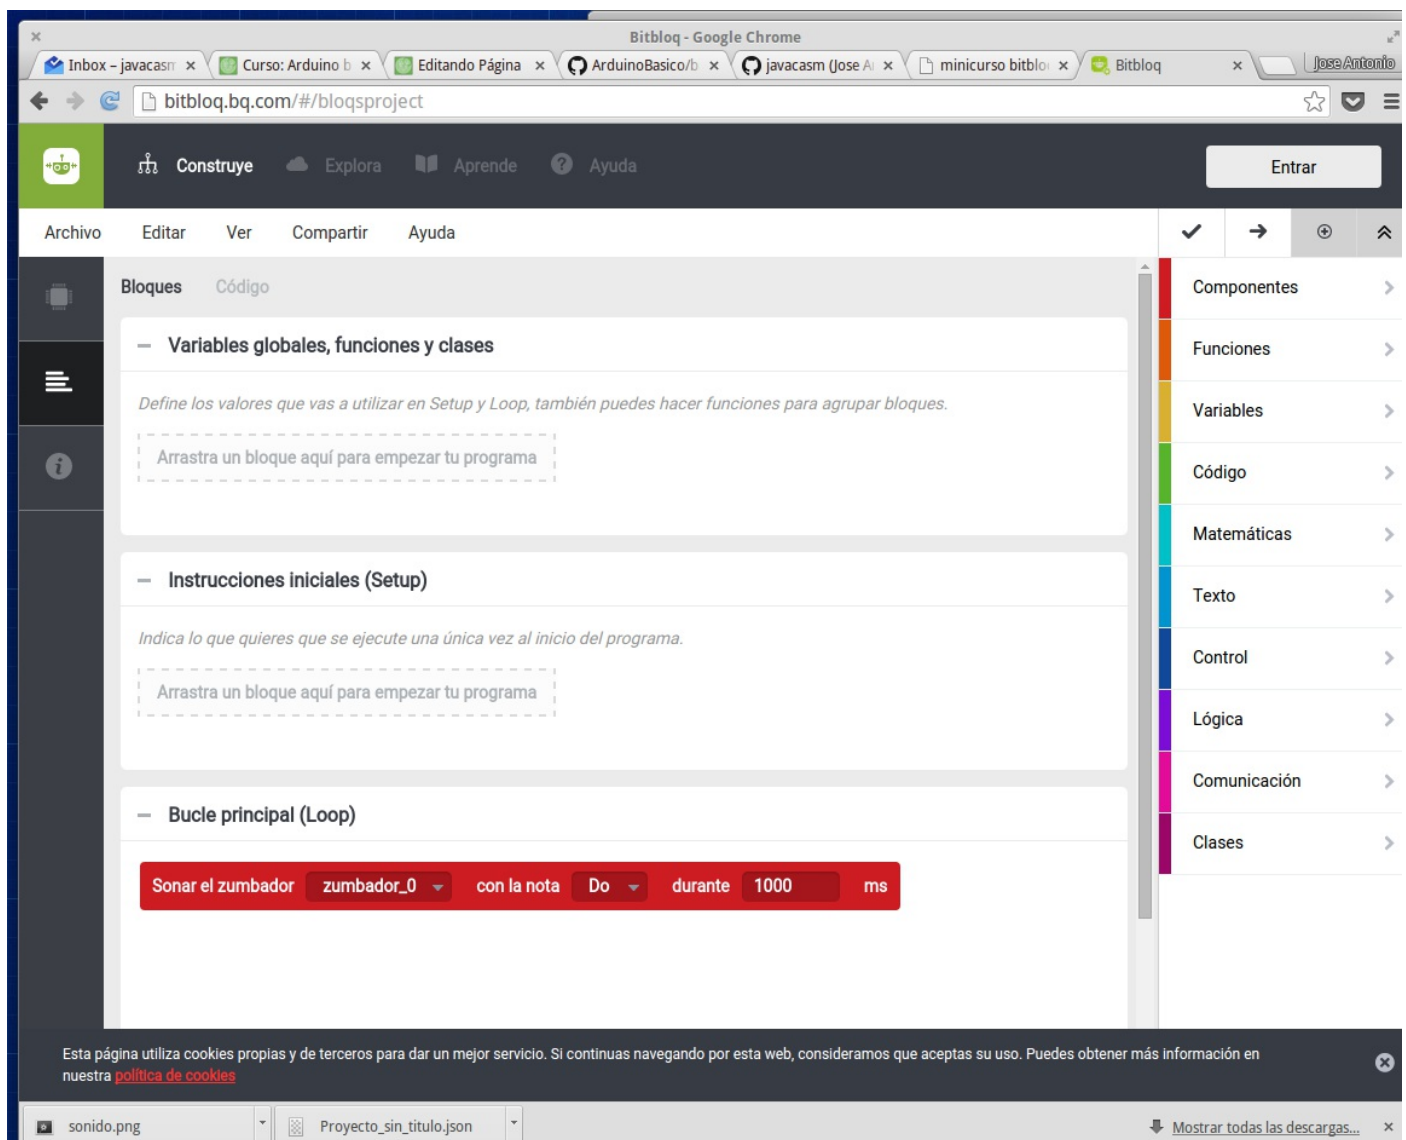 Bitbloq - Google Chrome
Inbox – javacasm
Curso: Arduino b
Editando Página
ArduinoBasico/b
javacasm (Jose A
minicurso bitblo
Bitbloq
Jose Antonio
bitbloq.bq.com/#/bloqsproject
Construye
Explora
Aprende
Ayuda
Entrar
Archivo
Editar
Ver
Compartir
Ayuda
Bloques
Código
Variables globales, funciones y clases
Define los valores que vas a utilizar en Setup y Loop, también puedes hacer funciones para agrupar bloques.
Arrastra un bloque aquí para empezar tu programa
Instrucciones iniciales (Setup)
Indica lo que quieres que se ejecute una única vez al inicio del programa.
Arrastra un bloque aquí para empezar tu programa
Bucle principal (Loop)
Sonar el zumbador zumbador_0 con la nota Do durante 1000 ms
Componentes
Funciones
Variables
Código
Matemáticas
Texto
Control
Lógica
Comunicación
Clases
Esta página utiliza cookies propias y de terceros para dar un mejor servicio. Si continuas navegando por esta web, consideramos que aceptas su uso. Puedes obtener más información en
nuestra política de cookies
sonido.png
Proyecto_sin_titulo.json
Mostrar todas las descargas...